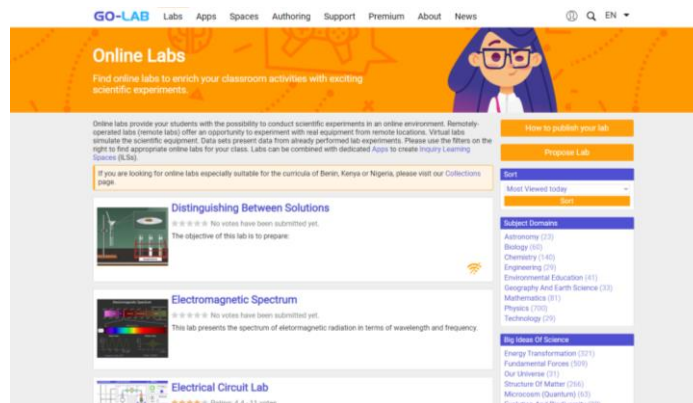 GO-LAB Labs Apps Spaces Authoring Support Premium About News EN
Online Labs
Find online labs to enrich your classroom activities with exciting
scientific experiments.
Online labs provide your students with the possibility to conduct scientific experiments in an online environment. Remotely-
operated labs (remote labs) offer an opportunity to experiment with real equipment from remote locations. Virtual labs
simulate the scientific equipment. Data sets present data from already performed lab experiments. Please use the filters on the
right to find appropriate online labs for your class. Labs can be combined with dedicated Apps to create Inquiry Learning
Spaces (ILSs).
If you are looking for online labs especially suitable for the curricula of Benin, Kenya or Nigeria, please visit our Collections
page.
Distinguishing Between Solutions
No votes have been submitted yet.
The objective of this lab is to prepare:
Electromagnetic Spectrum
No votes have been submitted yet.
This lab presents the spectrum of eletormagnetic radiation in terms of wavelength and frequency.
Electrical Circuit Lab
How to publish your lab
Propose Lab
Sort
Most Viewed today
Sort
Subject Domains
Astronomy (23)
Biology (60)
Chemistry (140)
Engineering (29)
Environmental Education (41)
Geography And Earth Science (33)
Mathematics (81)
Physics (700)
Technology (29)
Big Ideas Of Science
Energy Transformation (321)
Fundamental Forces (509)
Our Universe (31)
Structure Of Matter (266)
Microcosm (Quantum) (63)